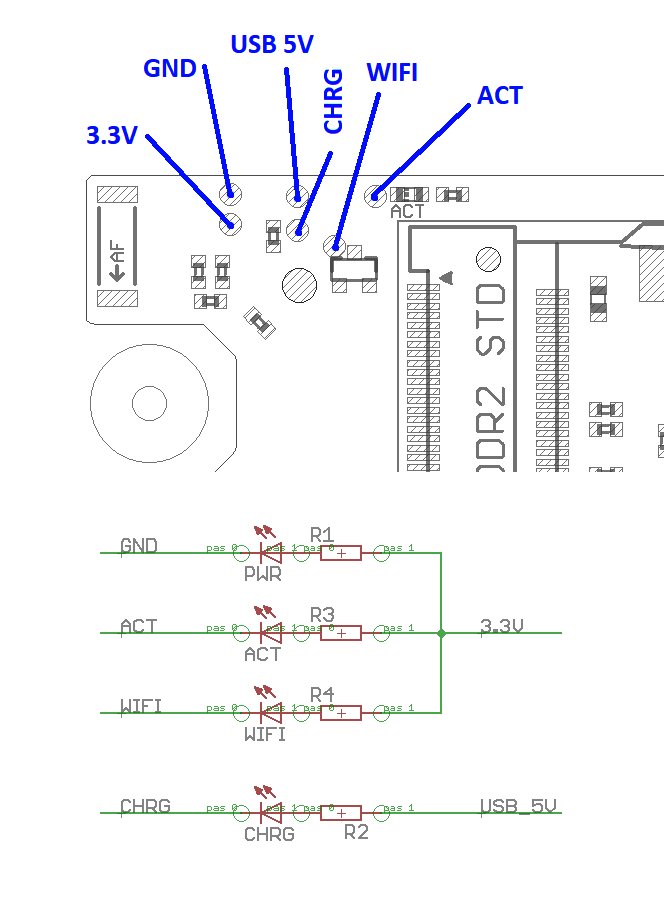 USB 5V
GND
CHRG
WIFI
ACT
3.3V
ACT
AF
DDR2 STD
R1
GND
pas 0
pas 1
pas 0
pas 1
PWR
R3
ACT
pas 0
pas 1
pas 0
pas 1
3.3V
ACT
R4
WIFI
pas 0
pas 1
pas 0
pas 1
WIFI
CHRG
pas 0
pas 1
pas 0
pas 1
USB_5V
CHRG
R2